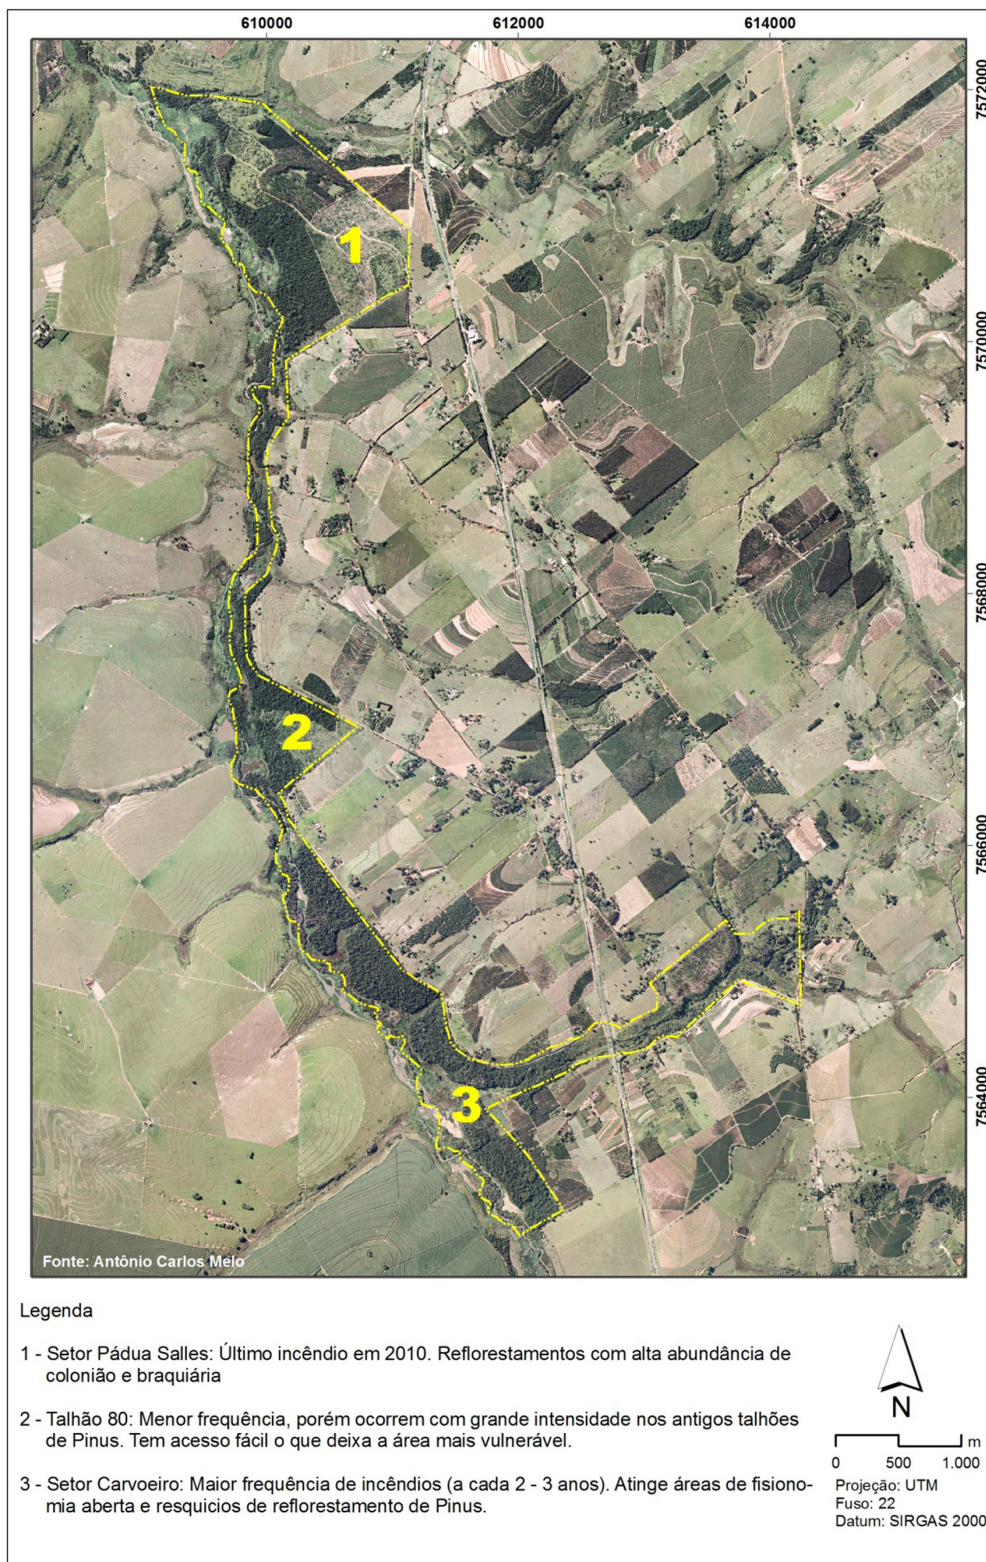 610000
612000
614000
7572000
7570000
7568000
7566000
7564000
1
2
3
Fonte: Antônio Carlos Melo
Legenda
1 - Setor Pádua Salles: Último incêndio em 2010. Reflorestamentos com alta abundância de
colonião e braquiária
2 - Talhão 80: Menor frequência, porém ocorrem com grande intensidade nos antigos talhões
de Pinus. Tem acesso fácil o que deixa a área mais vulnerável.
3 - Setor Carvoeiro: Maior frequência de incêndios (a cada 2 - 3 anos). Atinge áreas de fisiono-
mia aberta e resquicios de reflorestamento de Pinus.
N
m
0 500 1.000
Projeção: UTM
Fuso: 22
Datum: SIRGAS 2000